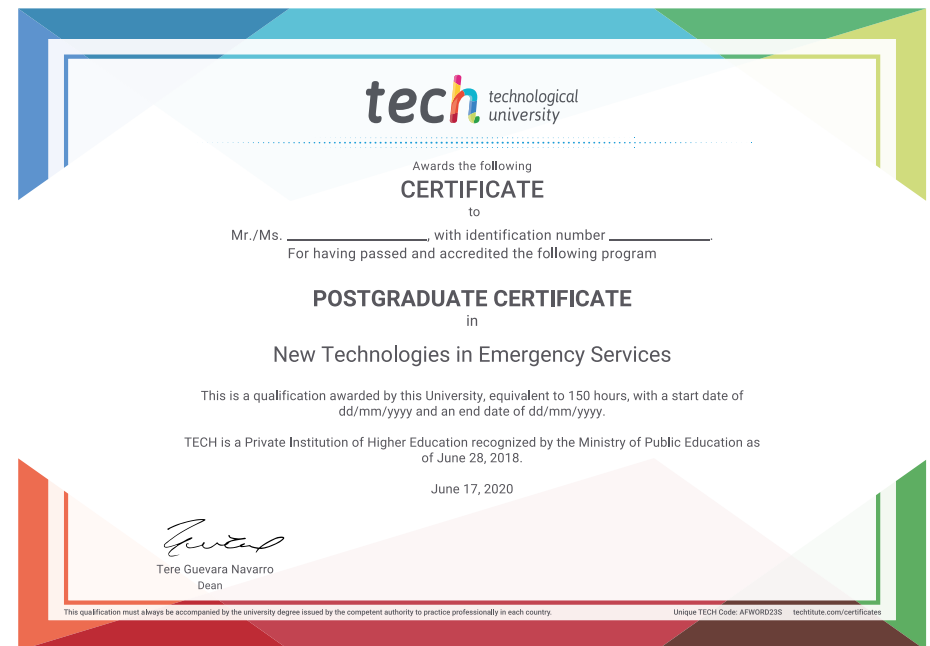 tech technological
university
Awards the following
CERTIFICATE
to
Mr./Ms. ____________, with identification number ____________.
For having passed and accredited the following program
POSTGRADUATE CERTIFICATE
in
New Technologies in Emergency Services
This is a qualification awarded by this University, equivalent to 150 hours, with a start date of
dd/mm/yyyy and an end date of dd/mm/yyyy.
TECH is a Private Institution of Higher Education recognized by the Ministry of Public Education as
of June 28, 2018.
June 17, 2020
Tere Guevara Navarro
Dean
This qualification must always be accompanied by the university degree issued by the competent authority to practice professionally in each country. Unique TECH Code: AFWORD23S techtitute.com/certificates